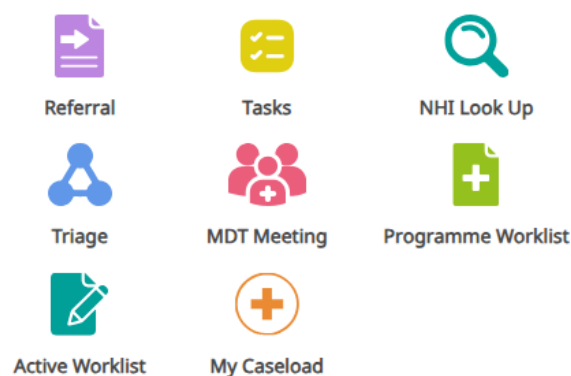 Referral
Tasks
NHI Look Up
Triage
MDT Meeting
Programme Worklist
Active Worklist
My Caseload